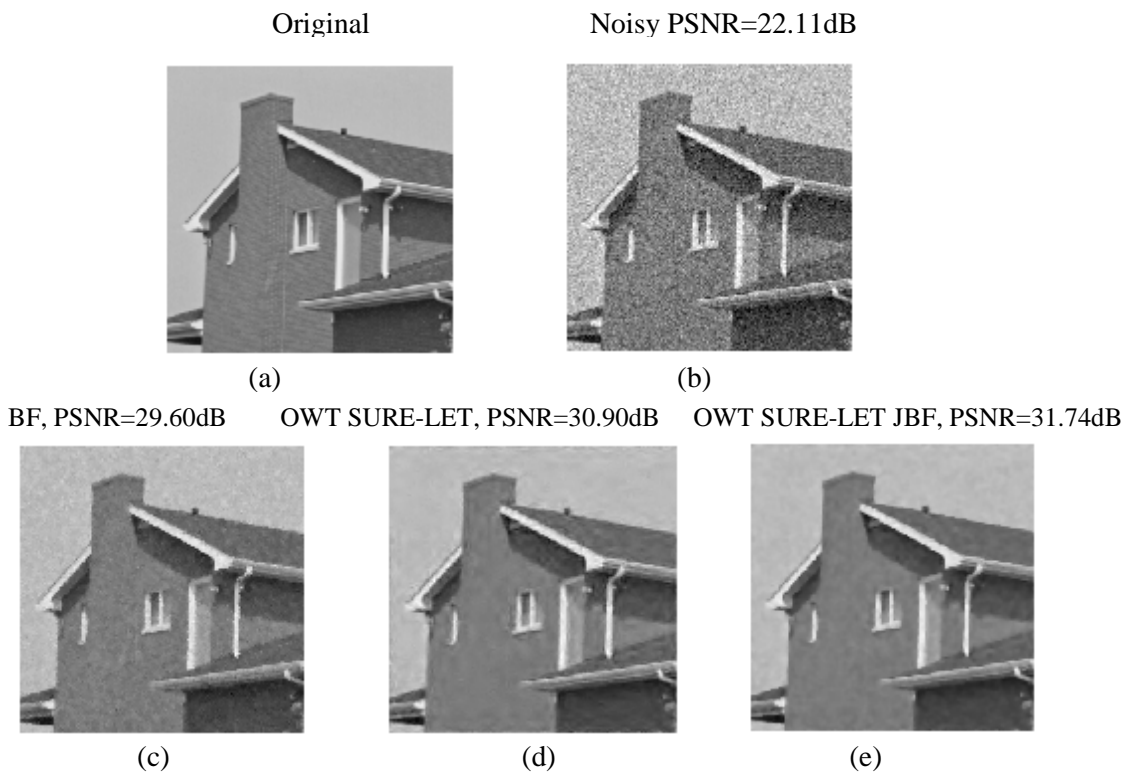 Original Noisy PSNR=22.11dB
(a) (b)
BF, PSNR=29.60dB OWT SURE-LET, PSNR=30.90dB OWT SURE-LET JBF, PSNR=31.74dB
(c) (d) (e)